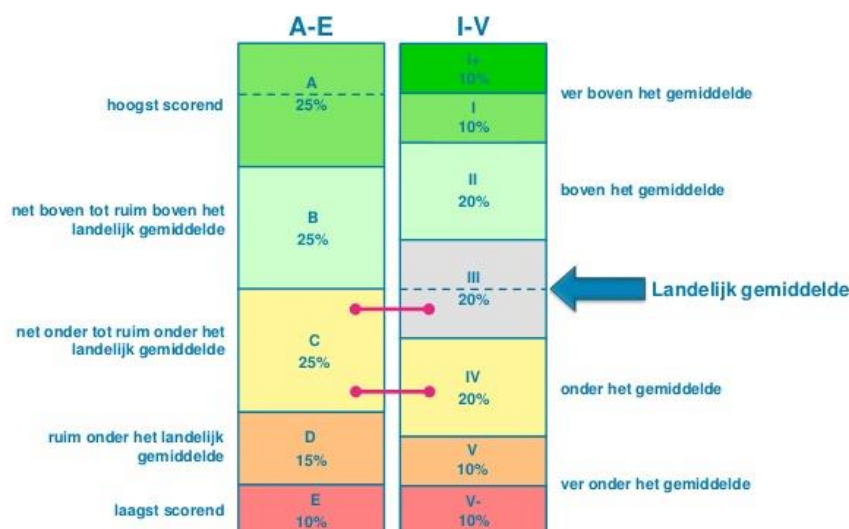 A-E
I-V
hoogst scorend
A
25%
I+
10%
I
10%
ver boven het gemiddelde
net boven tot ruim boven het
landelijk gemiddelde
B
25%
II
20%
boven het gemiddelde
III
20%
Landelijk gemiddelde
net onder tot ruim onder het
landelijk gemiddelde
C
25%
IV
20%
onder het gemiddelde
ruim onder het landelijk
gemiddelde
D
15%
V
10%
ver onder het gemiddelde
laagst scorend
E
10%
V-
10%